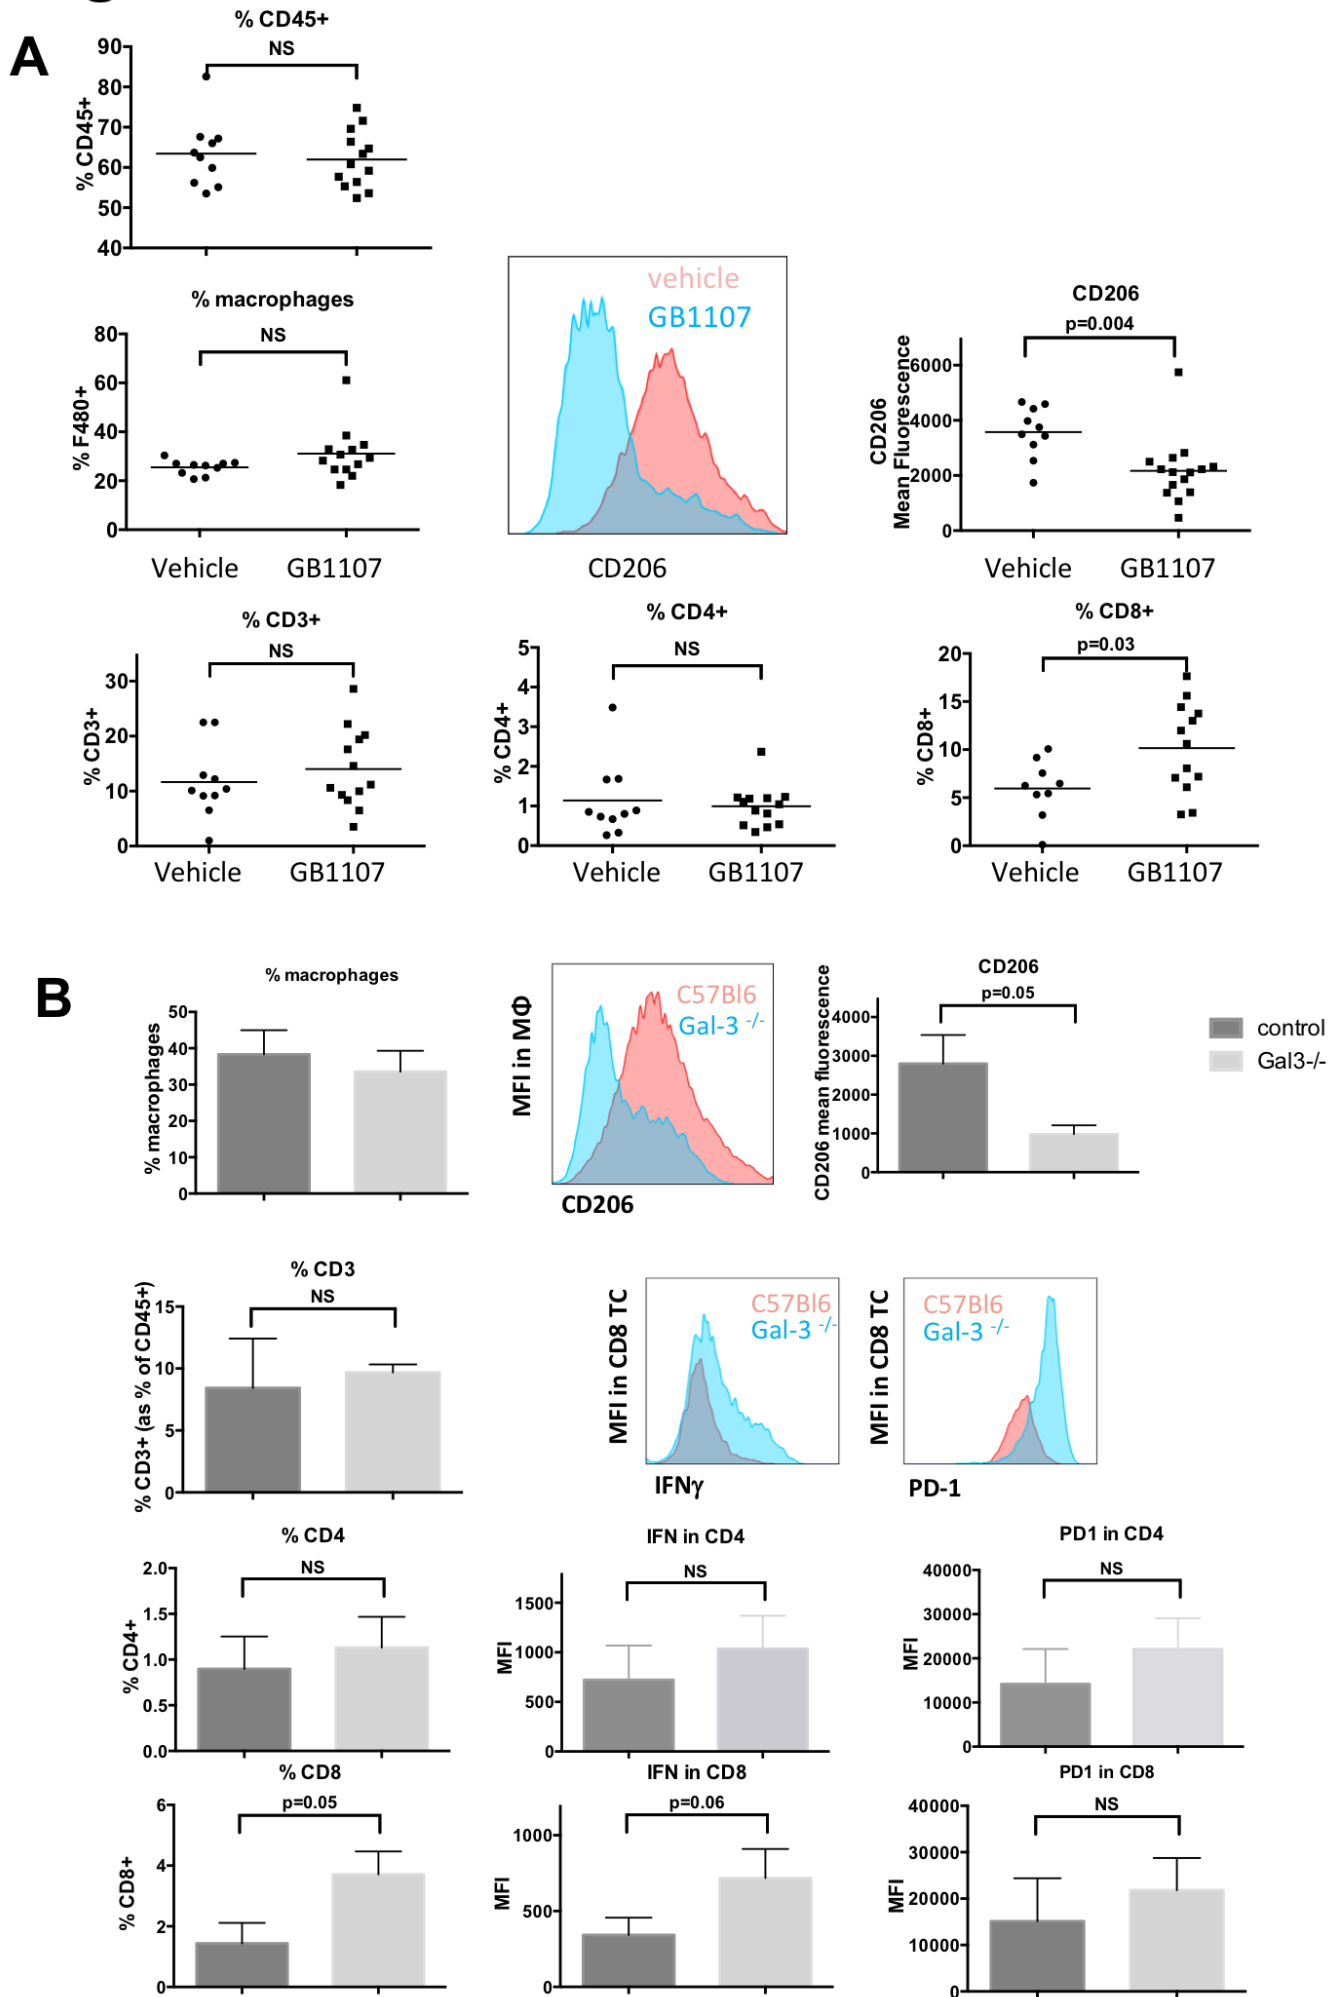 A
% CD45+
NS
% CD45+
90
80
70
60
50
40
% macrophages
NS
% F480+
80
60
40
20
0
Vehicle GB1107
vehicle
GB1107
CD206
CD206
p=0.004
CD206
Mean Fluorescence
6000
4000
2000
0
Vehicle GB1107
% CD3+
NS
% CD3+
30
20
10
0
Vehicle GB1107
% CD4+
NS
% CD4+
5
4
3
2
1
0
Vehicle GB1107
% CD8+
p=0.03
% CD8+
20
15
10
5
0
Vehicle GB1107
B
% macrophages
% macrophages
50
40
30
20
10
0
MFI in MΦ
C57Bl6
Gal-3 -/-
CD206
CD206
p=0.05
CD206 mean fluorescence
4000
3000
2000
1000
0
control
Gal3-/-
% CD3
NS
% CD3+ (as % of CD45+)
15
10
5
0
MFI in CD8 TC
C57Bl6
Gal-3 -/-
IFNγ
MFI in CD8 TC
C57Bl6
Gal-3 -/-
PD-1
% CD4
NS
% CD4+
2.0
1.5
1.0
0.5
0.0
IFN in CD4
NS
MFI
1500
1000
500
0
PD1 in CD4
NS
MFI
40000
30000
20000
10000
0
% CD8
p=0.05
% CD8+
6
4
2
0
IFN in CD8
p=0.06
MFI
1000
500
0
PD1 in CD8
NS
MFI
40000
30000
20000
10000
0